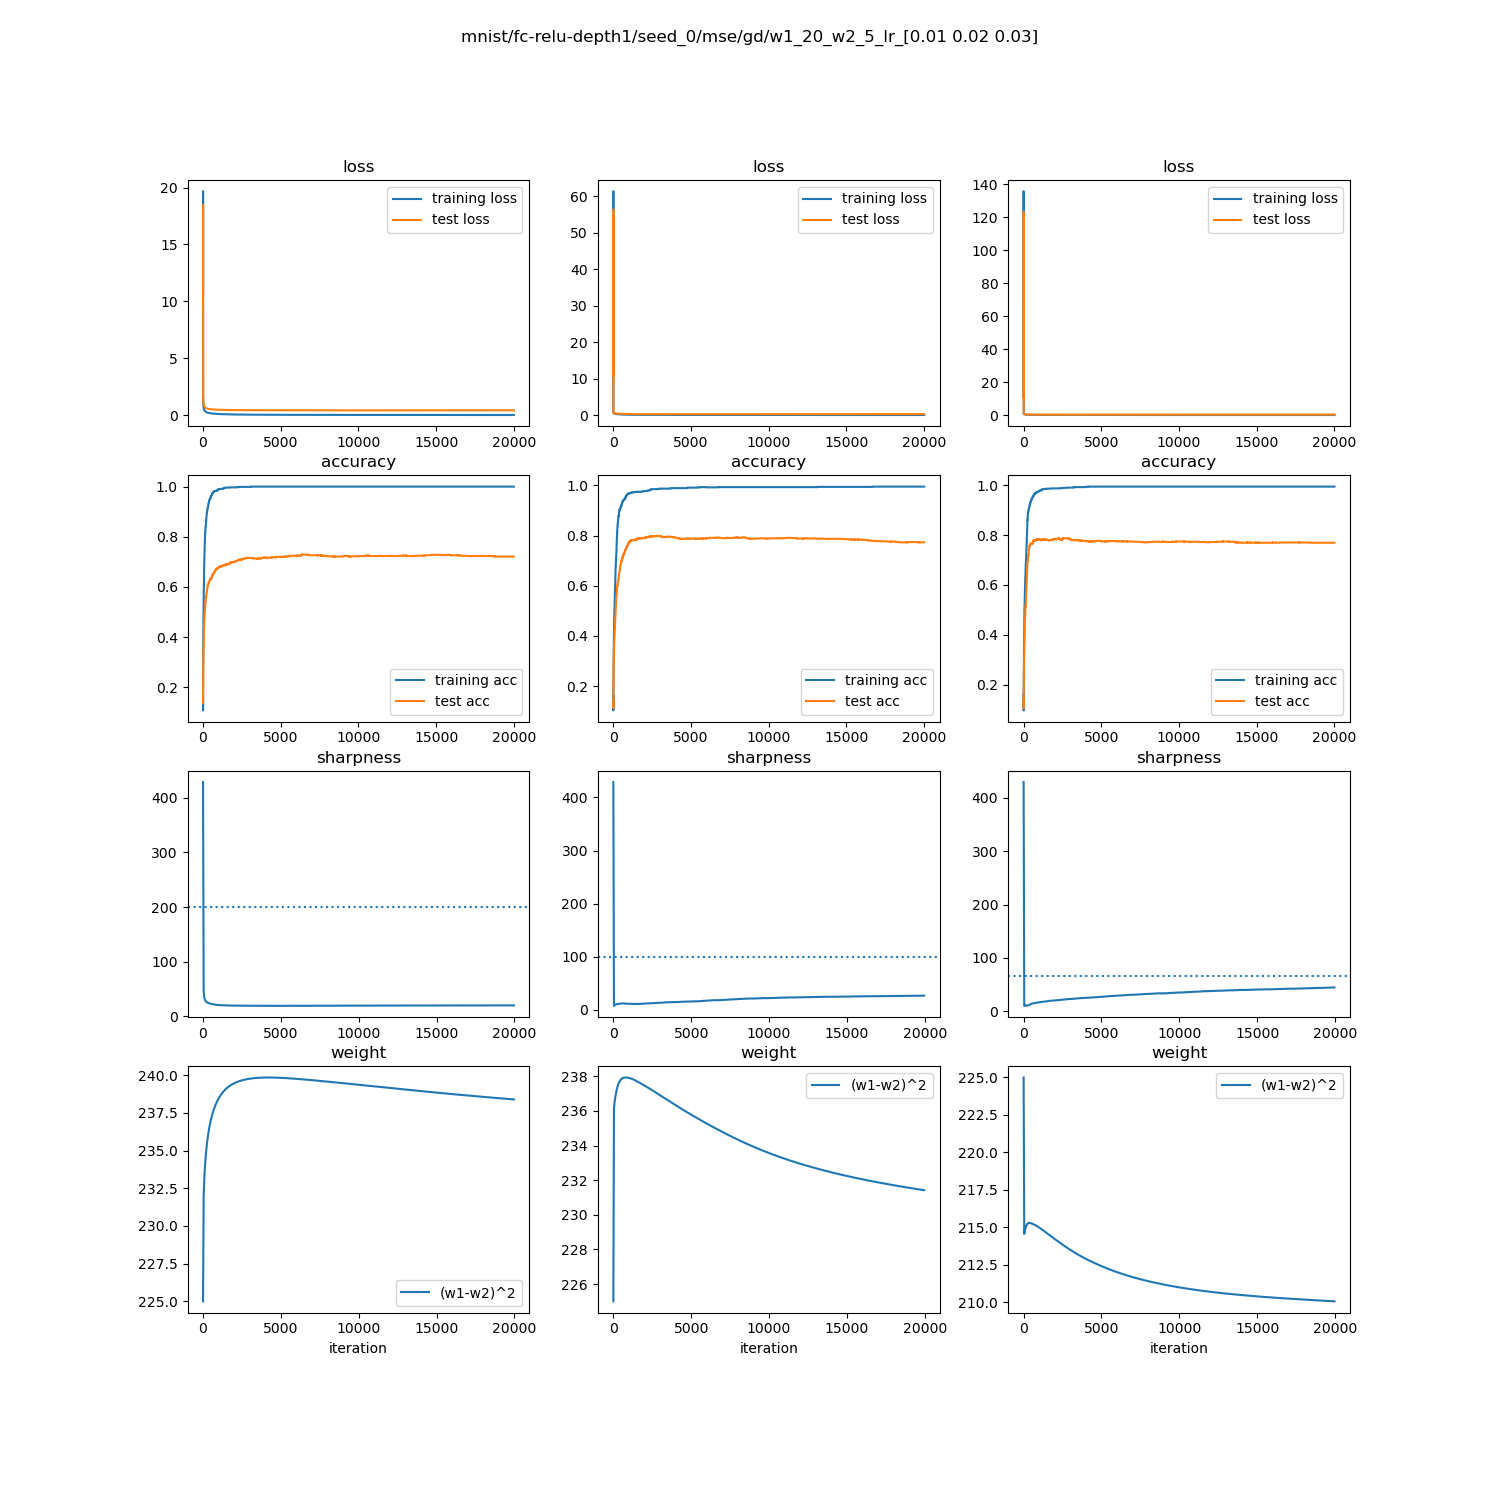 mnist/fc-relu-depth1/seed_0/mse/gd/w1_20_w2_5_lr_[0.01 0.02 0.03]
loss
loss
loss
20
15
10
5
0
training loss
test loss
60
50
40
30
20
10
0
training loss
test loss
140
120
100
80
60
40
20
0
training loss
test loss
0 5000 10000 15000 20000
0 5000 10000 15000 20000
0 5000 10000 15000 20000
accuracy
accuracy
accuracy
1.0
0.8
0.6
0.4
0.2
training acc
test acc
1.0
0.8
0.6
0.4
0.2
training acc
test acc
1.0
0.8
0.6
0.4
0.2
training acc
test acc
0 5000 10000 15000 20000
0 5000 10000 15000 20000
0 5000 10000 15000 20000
sharpness
sharpness
sharpness
400
300
200
100
0
400
300
200
100
0
400
300
200
100
0
0 5000 10000 15000 20000
0 5000 10000 15000 20000
0 5000 10000 15000 20000
weight
weight
weight
240.0
237.5
235.0
232.5
230.0
227.5
225.0
(w1-w2)^2
238
236
234
232
230
228
226
(w1-w2)^2
225.0
222.5
220.0
217.5
215.0
212.5
210.0
(w1-w2)^2
0 5000 10000 15000 20000
0 5000 10000 15000 20000
0 5000 10000 15000 20000
iteration
iteration
iteration